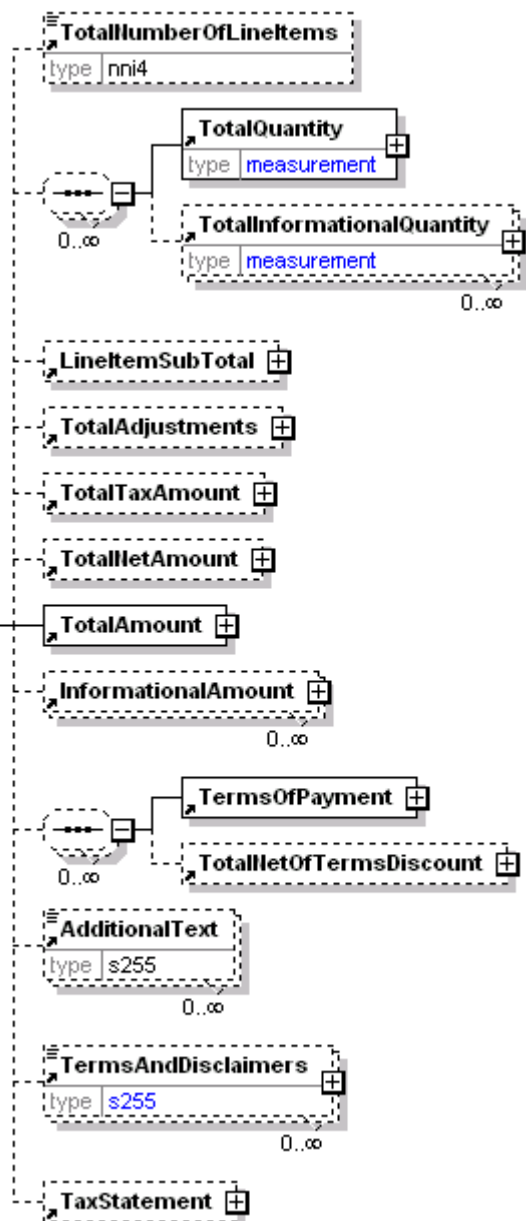 TotalNumberOfLineItems
type nni4
TotalQuantity
type measurement
0..∞
TotalInformationalQuantity
type measurement
0..∞
LineItemSubTotal
TotalAdjustments
TotalTaxAmount
TotalNetAmount
TotalAmount
InformationalAmount
0..∞
TermsOfPayment
0..∞
TotalNetOfTermsDiscount
AdditionalText
type s255
0..∞
TermsAndDisclaimers
type s255
0..∞
TaxStatement